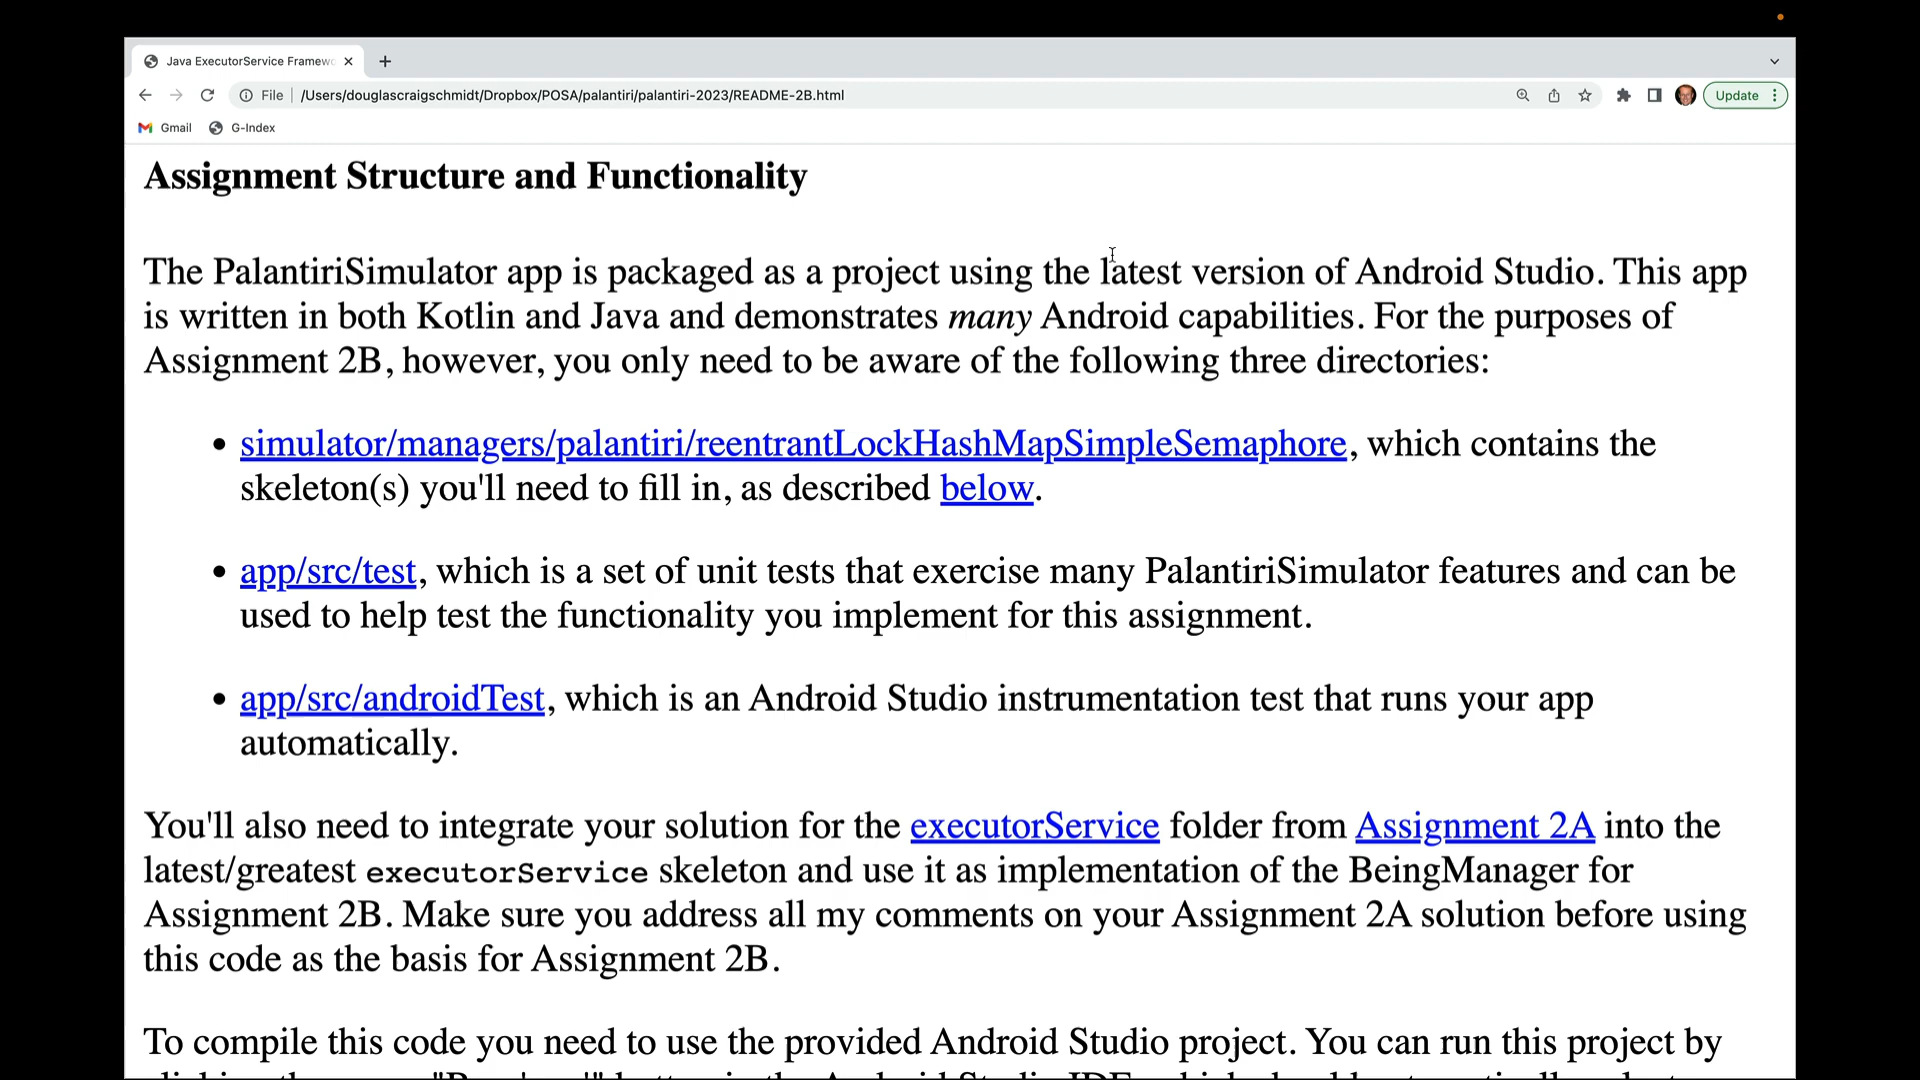 Java ExecutorService Framewo
File | /Users/douglascraigschmidt/Dropbox/POSA/palantiri/palantiri-2023/README-2B.html
Update
Gmail G-Index
Assignment Structure and Functionality
The PalantiriSimulator app is packaged as a project using the latest version of Android Studio. This app
is written in both Kotlin and Java and demonstrates many Android capabilities. For the purposes of
Assignment 2B, however, you only need to be aware of the following three directories:
• simulator/managers/palantiri/reentrantLockHashMapSimpleSemaphore, which contains the
skeleton(s) you'll need to fill in, as described below.
• app/src/test, which is a set of unit tests that exercise many PalantiriSimulator features and can be
used to help test the functionality you implement for this assignment.
• app/src/androidTest, which is an Android Studio instrumentation test that runs your app
automatically.
You'll also need to integrate your solution for the executorService folder from Assignment 2A into the
latest/greatest executorService skeleton and use it as implementation of the BeingManager for
Assignment 2B. Make sure you address all my comments on your Assignment 2A solution before using
this code as the basis for Assignment 2B.
To compile this code you need to use the provided Android Studio project. You can run this project by